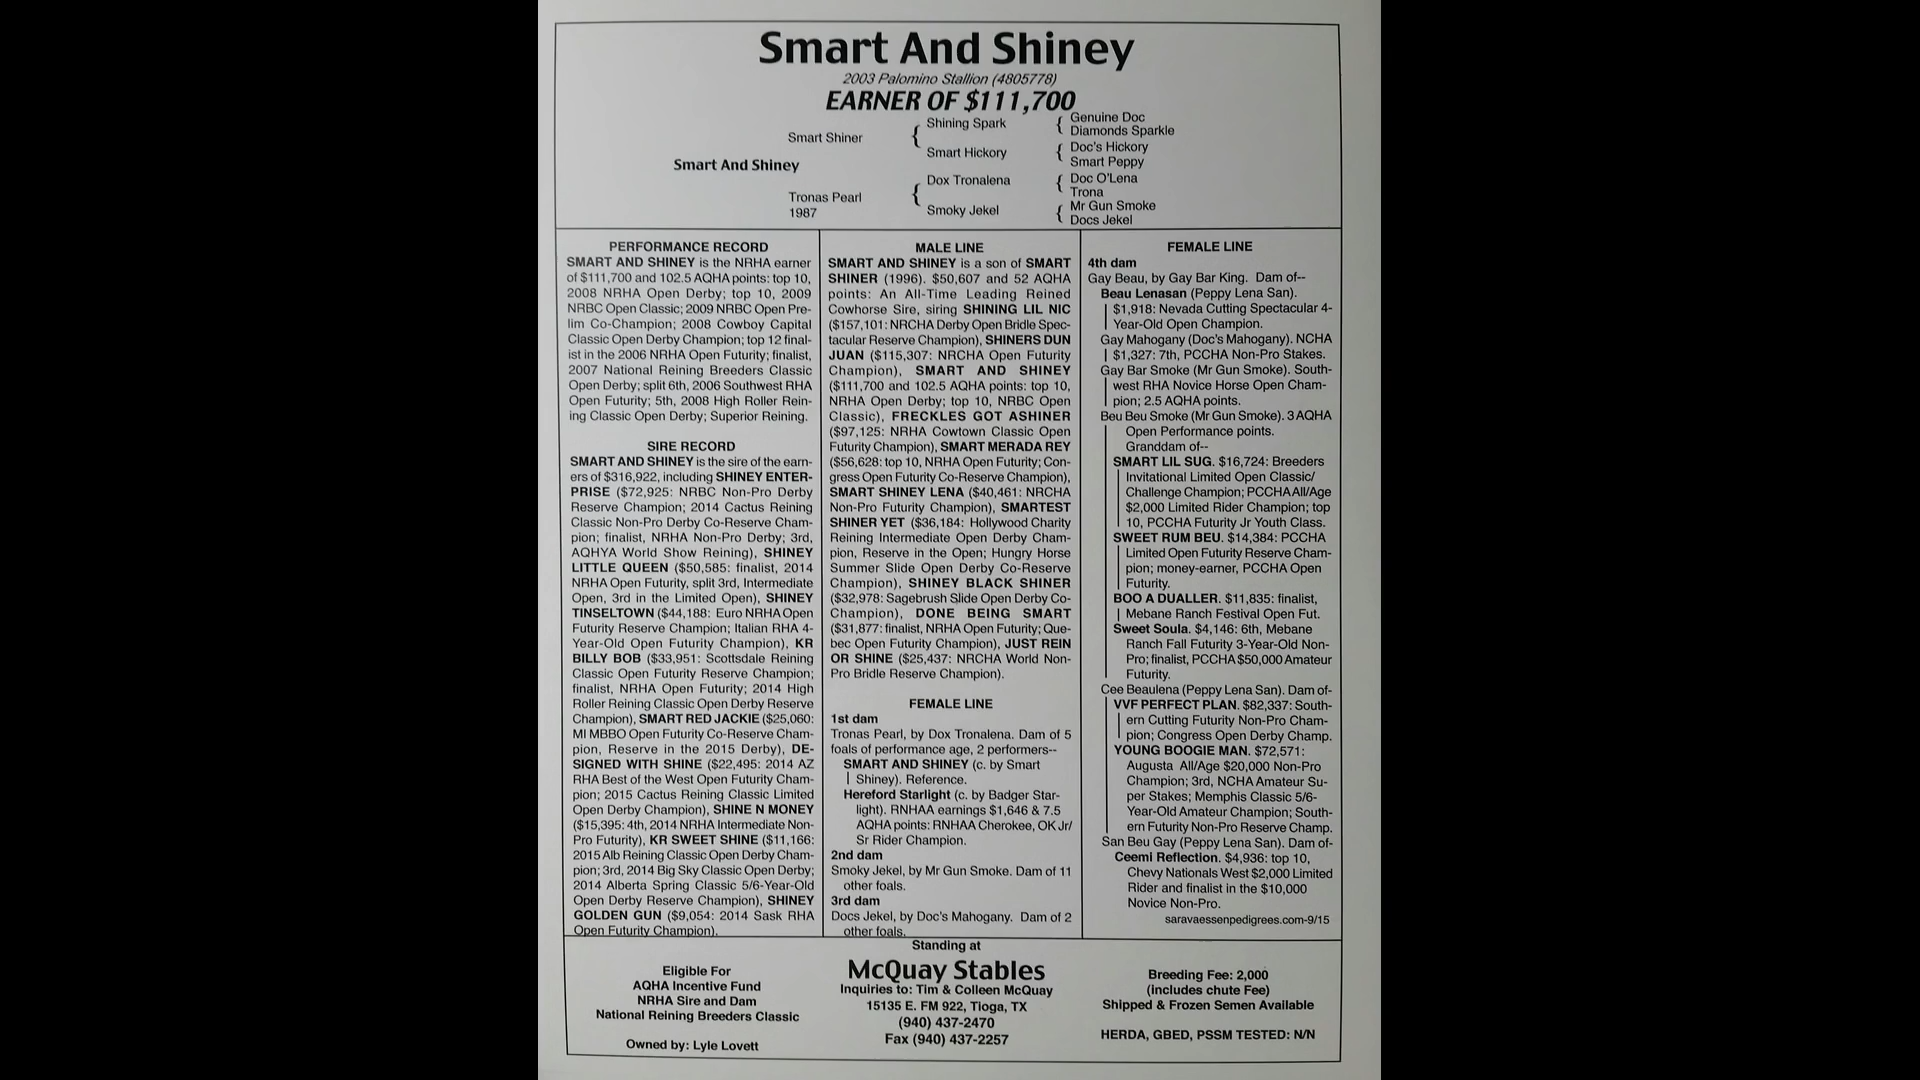 Smart And Shiney
2003 Palomino Stallion (4805778)
EARNER OF $111,700
Smart And Shiney
Smart Shiner
Tronas Pearl
1987
Shining Spark
Smart Hickory
Dox Tronalena
Smoky Jekel
Genuine Doc
Diamonds Sparkle
Doc's Hickory
Smart Peppy
Doc O'Lena
Trona
Mr Gun Smoke
Docs Jekel
PERFORMANCE RECORD
SMART AND SHINEY is the NRHA earner
of $111,700 and 102.5 AQHA points: top 10,
2008 NRHA Open Derby; top 10, 2009
NRBC Open Classic; 2009 NRBC Open Pre-
lim Co-Champion; 2008 Cowboy Capital
Classic Open Derby Champion; top 12 final-
ist in the 2006 NRHA Open Futurity; finalist,
2007 National Reining Breeders Classic
Open Derby; split 6th, 2006 Southwest RHA
Open Futurity; 5th, 2008 High Roller Rein-
ing Classic Open Derby; Superior Reining.
SIRE RECORD
SMART AND SHINEY is the sire of the earn-
ers of $316,922, including SHINEY ENTER-
PRISE ($72,925: NRBC Non-Pro Derby
Reserve Champion; 2014 Cactus Reining
Classic Non-Pro Derby Co-Reserve Cham-
pion; finalist, NRHA Non-Pro Derby; 3rd,
AQHYA World Show Reining), SHINEY
LITTLE QUEEN ($50,585: finalist, 2014
NRHA Open Futurity, split 3rd, Intermediate
Open, 3rd in the Limited Open), SHINEY
TINSELTOWN ($44,188: Euro NRHA Open
Futurity Reserve Champion; Italian RHA 4-
Year-Old Open Futurity Champion), KR
BILLY BOB ($33,951: Scottsdale Reining
Classic Open Futurity Reserve Champion;
finalist, NRHA Open Futurity; 2014 High
Roller Reining Classic Open Derby Reserve
Champion), SMART RED JACKIE ($25,060:
MI MBBO Open Futurity Co-Reserve Cham-
pion, Reserve in the 2015 Derby), DE-
SIGNED WITH SHINE ($22,495: 2014 AZ
RHA Best of the West Open Futurity Cham-
pion; 2015 Cactus Reining Classic Limited
Open Derby Champion), SHINE N MONEY
($15,395: 4th, 2014 NRHA Intermediate Non-
Pro Futurity), KR SWEET SHINE ($11,166:
2015 Alb Reining Classic Open Derby Cham-
pion; 3rd, 2014 Big Sky Classic Open Derby;
2014 Alberta Spring Classic 5/6-Year-Old
Open Derby Reserve Champion), SHINEY
GOLDEN GUN ($9,054: 2014 Sask RHA
Open Futurity Champion).
MALE LINE
SMART AND SHINEY is a son of SMART
SHINER (1996). $50,607 and 52 AQHA
points: An All-Time Leading Reined
Cowhorse Sire, siring SHINING LIL NIC
($157,101: NRCHA Derby Open Bridle Spec-
tacular Reserve Champion), SHINERS DUN
JUAN ($115,307: NRCHA Open Futurity
Champion), SMART AND SHINEY
($111,700 and 102.5 AQHA points: top 10,
NRHA Open Derby; top 10, NRBC Open
Classic), FRECKLES GOT ASHINER
($97,125: NRHA Cowtown Classic Open
Futurity Champion), SMART MERADA REY
($56,628: top 10, NRHA Open Futurity; Con-
gress Open Futurity Co-Reserve Champion),
SMART SHINEY LENA ($40,461: NRCHA
Non-Pro Futurity Champion), SMARTEST
SHINER YET ($36,184: Hollywood Charity
Reining Intermediate Open Derby Cham-
pion, Reserve in the Open; Hungry Horse
Summer Slide Open Derby Co-Reserve
Champion), SHINEY BLACK SHINER
($32,978: Sagebrush Slide Open Derby Co-
Champion), DONE BEING SMART
($31,877: finalist, NRHA Open Futurity; Que-
bec Open Futurity Champion), JUST REIN
OR SHINE ($25,437: NRCHA World Non-
Pro Bridle Reserve Champion).
FEMALE LINE
1st dam
Tronas Pearl, by Dox Tronalena. Dam of 5
foals of performance age, 2 performers--
SMART AND SHINEY (c. by Smart
Shiney). Reference.
Hereford Starlight (c. by Badger Star-
light). RNHAA earnings $1,646 & 7.5
AQHA points: RNHAA Cherokee, OK Jr/
Sr Rider Champion.
2nd dam
Smoky Jekel, by Mr Gun Smoke. Dam of 11
other foals.
3rd dam
Docs Jekel, by Doc's Mahogany. Dam of 2
other foals.
FEMALE LINE
4th dam
Gay Beau, by Gay Bar King. Dam of--
Beau Lenasan (Peppy Lena San).
$1,918: Nevada Cutting Spectacular 4-
Year-Old Open Champion.
Gay Mahogany (Doc's Mahogany). NCHA
$1,327: 7th, PCCHA Non-Pro Stakes.
Gay Bar Smoke (Mr Gun Smoke). South-
west RHA Novice Horse Open Cham-
pion; 2.5 AQHA points.
Beu Beu Smoke (Mr Gun Smoke). 3 AQHA
Open Performance points.
Granddam of--
SMART LIL SUG. $16,724: Breeders
Invitational Limited Open Classic/
Challenge Champion; PCCHA All/Age
$2,000 Limited Rider Champion; top
10, PCCHA Futurity Jr Youth Class.
SWEET RUM BEU. $14,384: PCCHA
Limited Open Futurity Reserve Cham-
pion; money-earner, PCCHA Open
Futurity.
BOO A DUALLER. $11,835: finalist,
Mebane Ranch Festival Open Fut.
Sweet Soula. $4,146: 6th, Mebane
Ranch Fall Futurity 3-Year-Old Non-
Pro; finalist, PCCHA $50,000 Amateur
Futurity.
Cee Beaulena (Peppy Lena San). Dam of-
VVF PERFECT PLAN. $82,337: South-
ern Cutting Futurity Non-Pro Cham-
pion; Congress Open Derby Champ.
YOUNG BOOGIE MAN. $72,571:
Augusta All/Age $20,000 Non-Pro
Champion; 3rd, NCHA Amateur Su-
per Stakes; Memphis Classic 5/6-
Year-Old Amateur Champion; South-
ern Futurity Non-Pro Reserve Champ.
San Beu Gay (Peppy Lena San). Dam of-
Ceemi Reflection. $4,936: top 10,
Chevy Nationals West $2,000 Limited
Rider and finalist in the $10,000
Novice Non-Pro.
saravaessenpedigrees.com-9/15
Eligible For
AQHA Incentive Fund
NRHA Sire and Dam
National Reining Breeders Classic
Owned by: Lyle Lovett
Standing at
McQuay Stables
Inquiries to: Tim & Colleen McQuay
15135 E. FM 922, Tioga, TX
(940) 437-2470
Fax (940) 437-2257
Breeding Fee: 2,000
(includes chute Fee)
Shipped & Frozen Semen Available
HERDA, GBED, PSSM TESTED: N/N